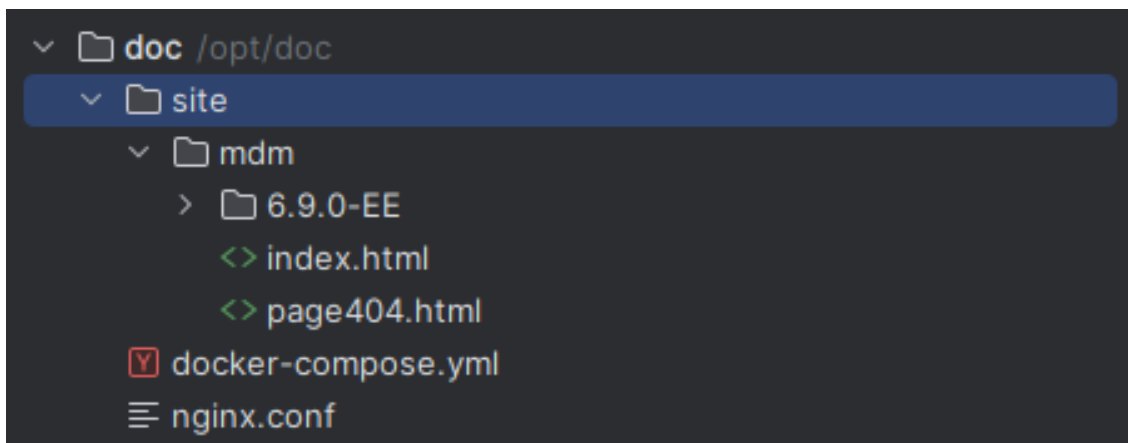 doc /opt/doc
site
mdm
6.9.0-EE
<> index.html
<> page404.html
Y docker-compose.yml
nginx.conf